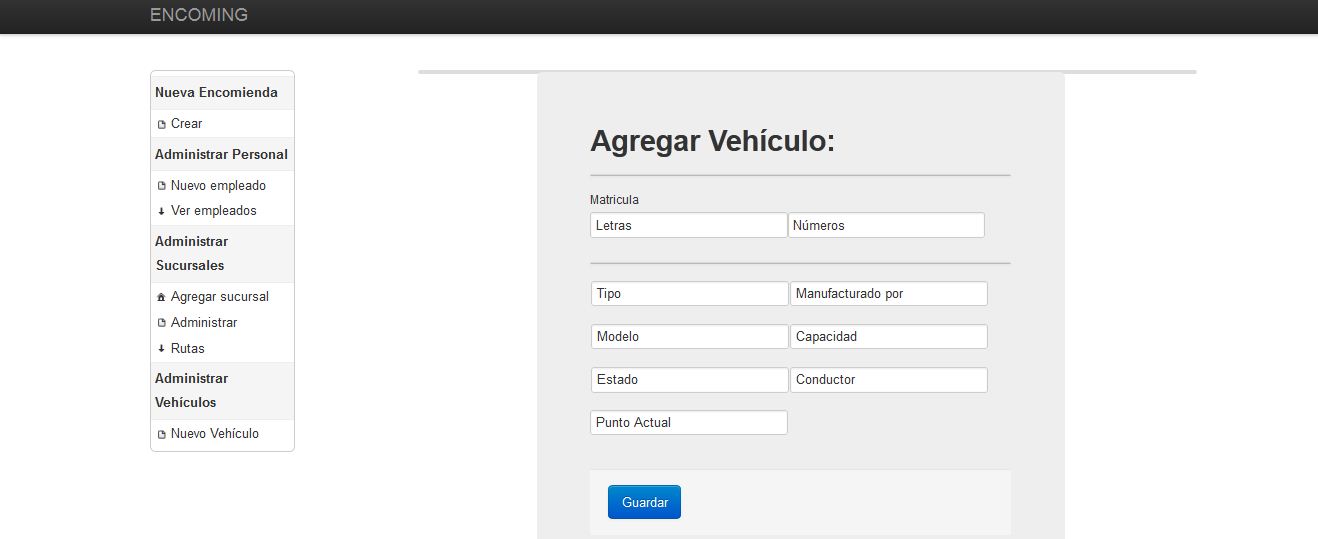 ENCOMING
Nueva Encomienda
Crear
Administrar Personal
Nuevo empleado
Ver empleados
Administrar
Sucursales
Agregar sucursal
Administrar
Rutas
Administrar
Vehículos
Nuevo Vehículo
Agregar Vehículo:
Matricula
Letras Números
Tipo Manufacturado por
Modelo Capacidad
Estado Conductor
Punto Actual
Guardar